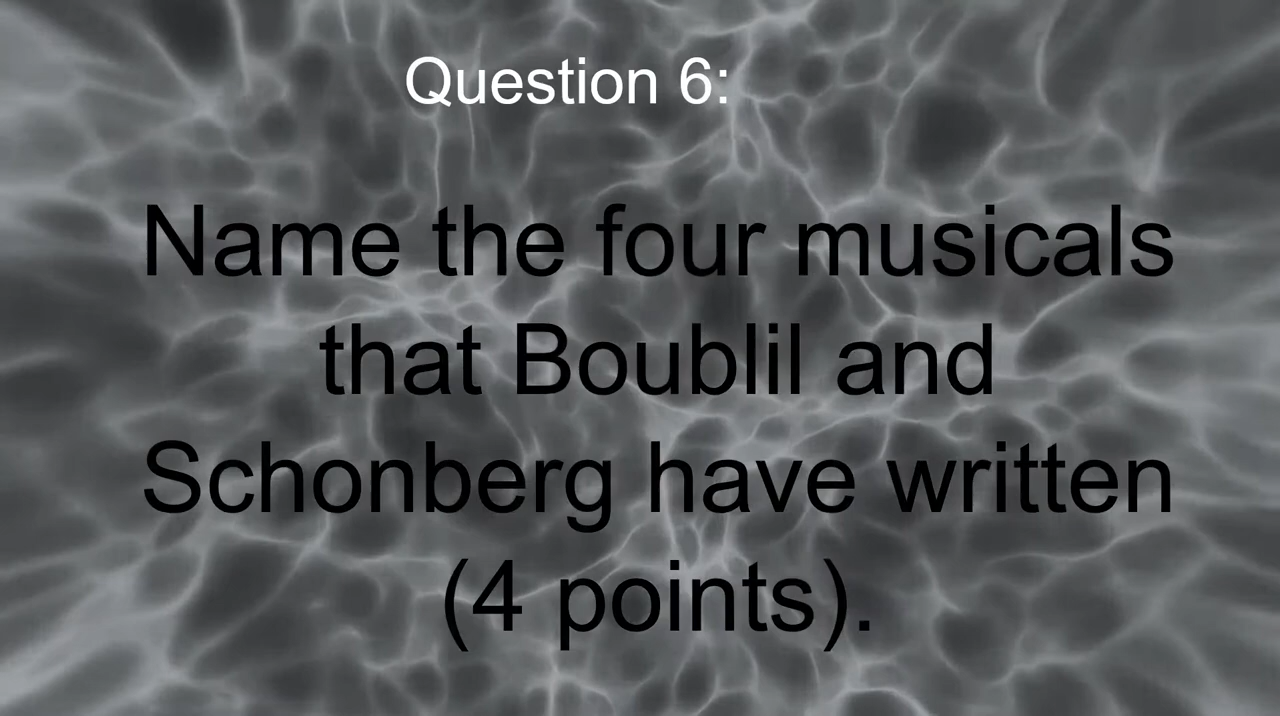 Question 6:
Name the four musicals
that Boublil and
Schonberg have written
(4 points).